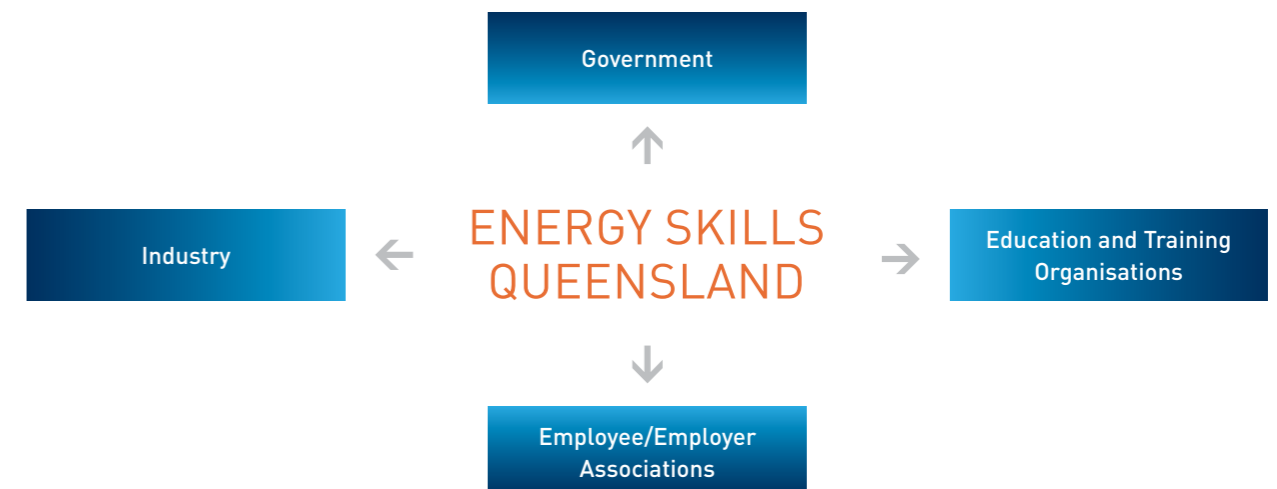 Government
ENERGY SKILLS
QUEENSLAND
Industry
Education and Training
Organisations
Employee/Employer
Associations